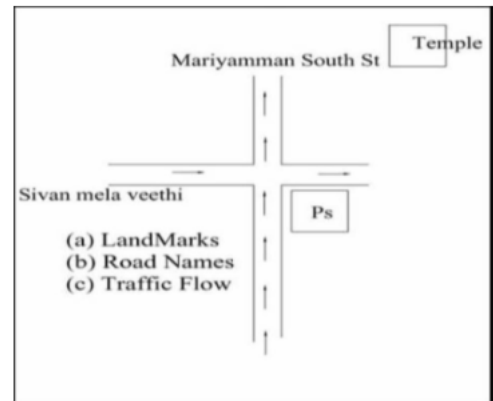 Temple
Mariyamman South St
Sivan mela veethi
Ps
(a) LandMarks
(b) Road Names
(c) Traffic Flow